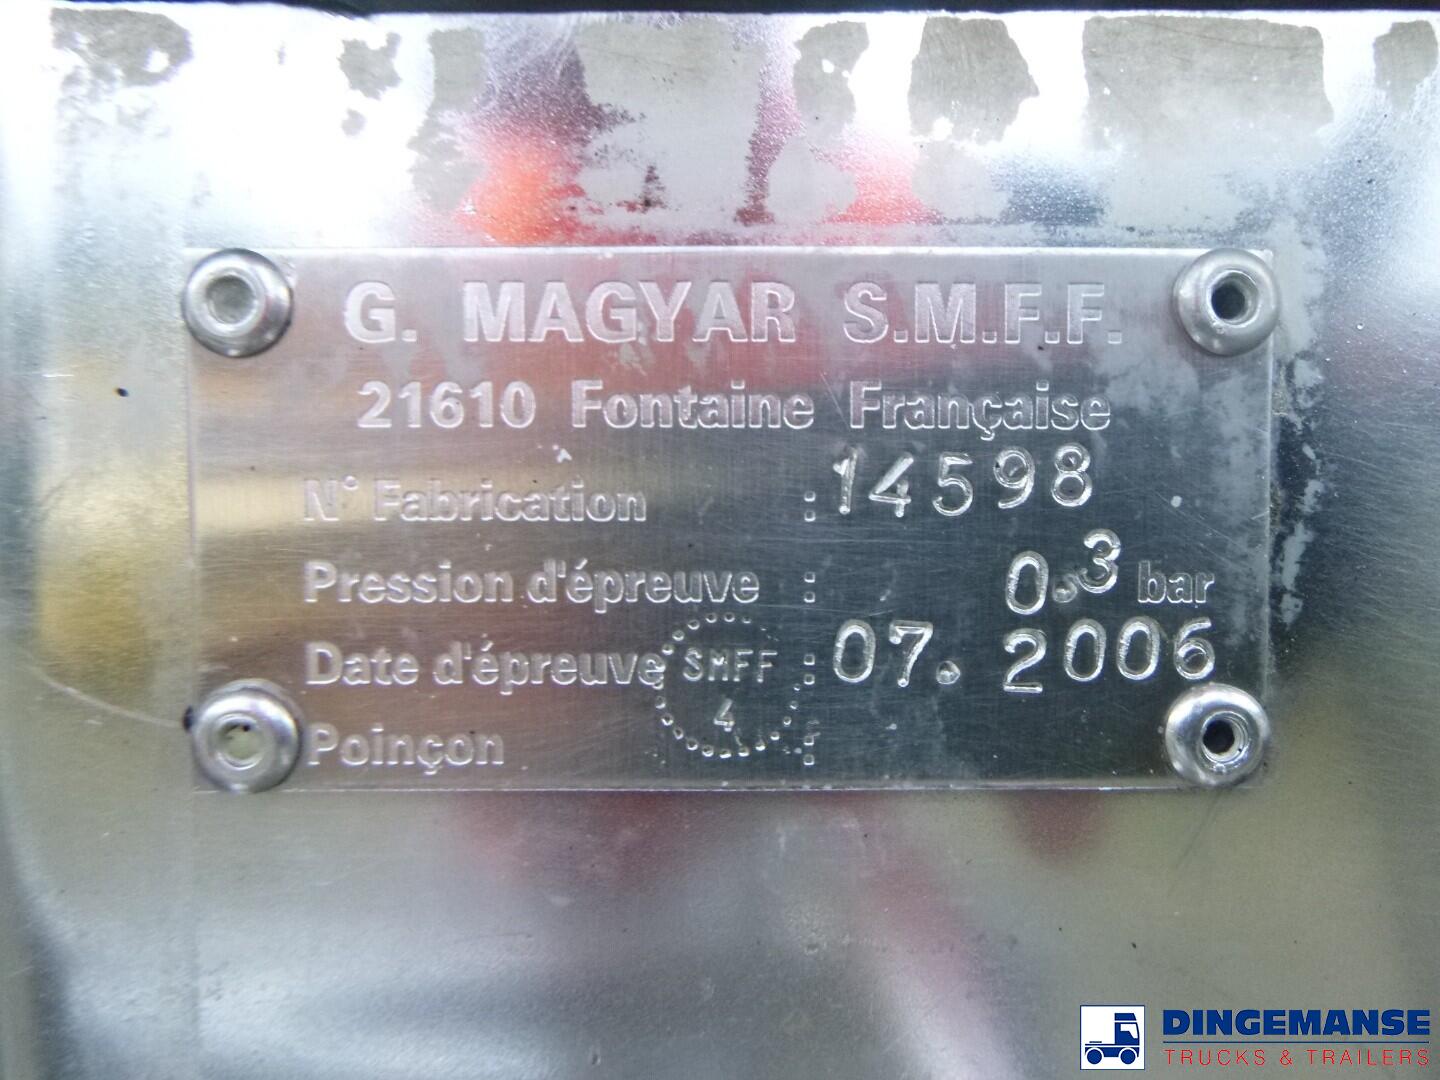 G. MAGYAR S.M.F.F.
21610 Fontaine Française
N° Fabrication : 14598
Pression d'épreuve : 0.3 bar
Date d'épreuve : 07. 2006
SMFF
4
Poinçon :
DINGEMANSE
TRUCKS & TRAILERS